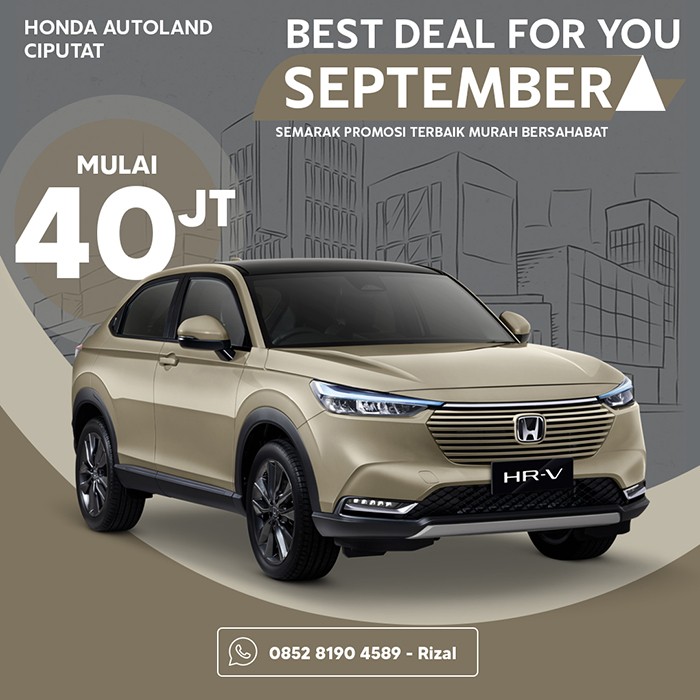 HONDA AUTOLAND
CIPUTAT
BEST DEAL FOR YOU
SEPTEMBER
SEMARAK PROMOSI TERBAIK MURAH BERSAHABAT
MULAI
40JT
HR-V
0852 8190 4589 - Rizal